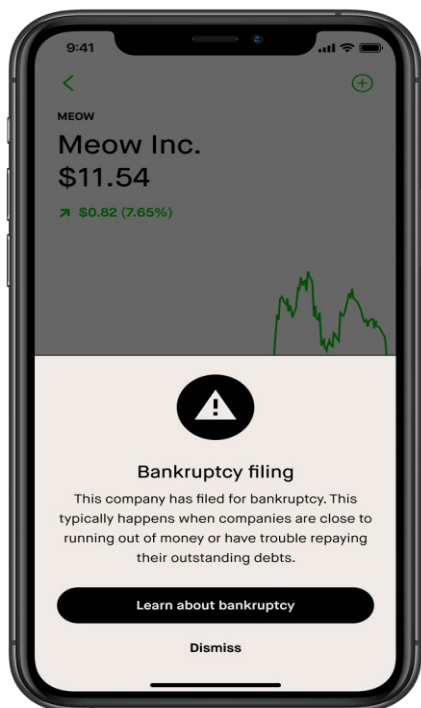 9:41
MEOW
Meow Inc.
$11.54
$0.82 (7.65%)
Bankruptcy filing
This company has filed for bankruptcy. This
typically happens when companies are close to
running out of money or have trouble repaying
their outstanding debts.
Learn about bankruptcy
Dismiss